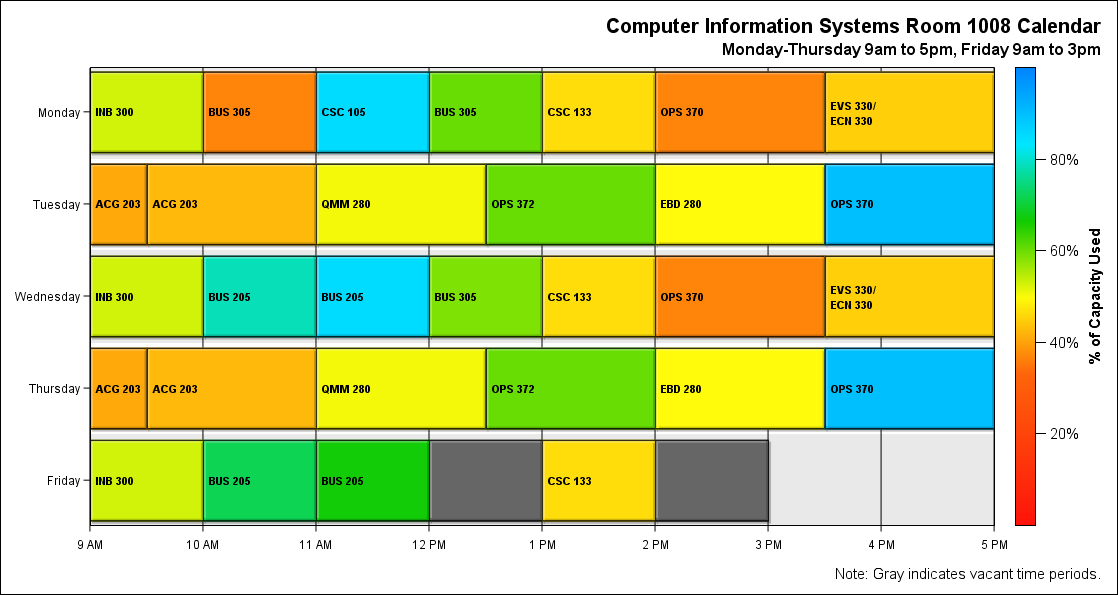 Computer Information Systems Room 1008 Calendar
Monday-Thursday 9am to 5pm, Friday 9am to 3pm
Monday
INB 300
BUS 305
CSC 105
BUS 305
CSC 133
OPS 370
EVS 330/
ECN 330
Tuesday
ACG 203
ACG 203
QMM 280
OPS 372
EBD 280
OPS 370
Wednesday
INB 300
BUS 205
BUS 205
BUS 305
CSC 133
OPS 370
EVS 330/
ECN 330
Thursday
ACG 203
ACG 203
QMM 280
OPS 372
EBD 280
OPS 370
Friday
INB 300
BUS 205
BUS 205
CSC 133
9 AM
10 AM
11 AM
12 PM
1 PM
2 PM
3 PM
4 PM
5 PM
80%
60%
40%
20%
% of Capacity Used
Note: Gray indicates vacant time periods.